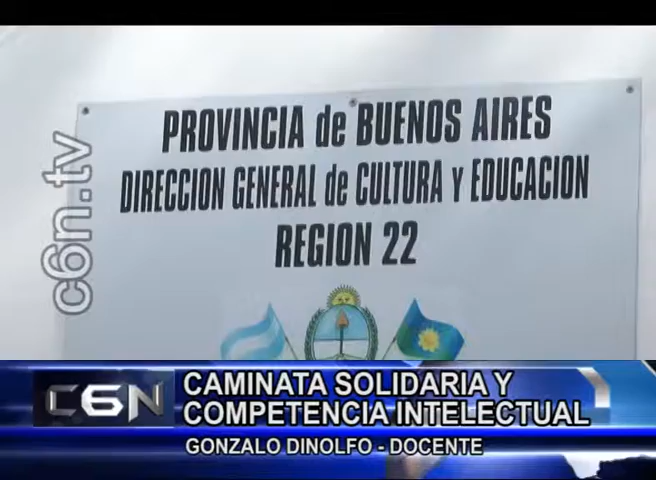 PROVINCIA de BUENOS AIRES
DIRECCION GENERAL de CULTURA Y EDUCACION
REGION 22
c6n.tv
C6N
CAMINATA SOLIDARIA Y
COMPETENCIA INTELECTUAL
GONZALO DINOLFO - DOCENTE